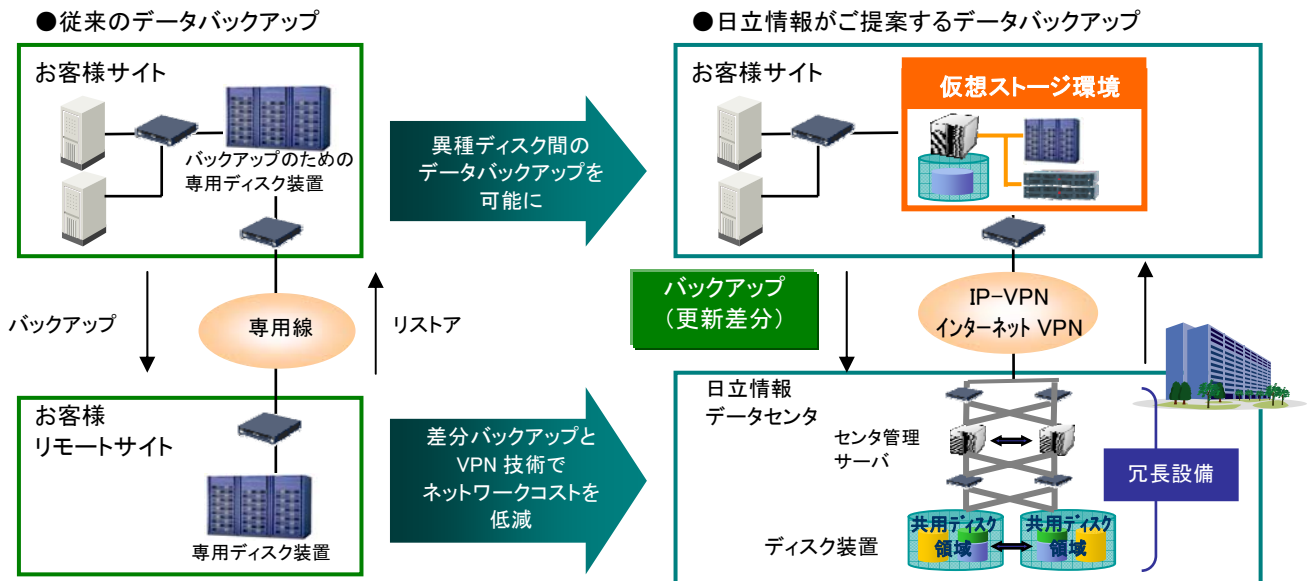 ●従来のデータバックアップ
お客様サイト
バックアップのための
専用ディスク装置
バックアップ
専用線
リストア
お客様
リモートサイト
専用ディスク装置
異種ディスク間の
データバックアップを
可能に
差分バックアップと
VPN 技術で
ネットワークコストを
低減
●日立情報がご提案するデータバックアップ
お客様サイト
仮想ストージ環境
バックアップ
（更新差分）
IP-VPN
インターネット VPN
日立情報
データセンタ
センタ管理
サーバ
冗長設備
共用ディスク
領域
共用ディスク
領域
ディスク装置